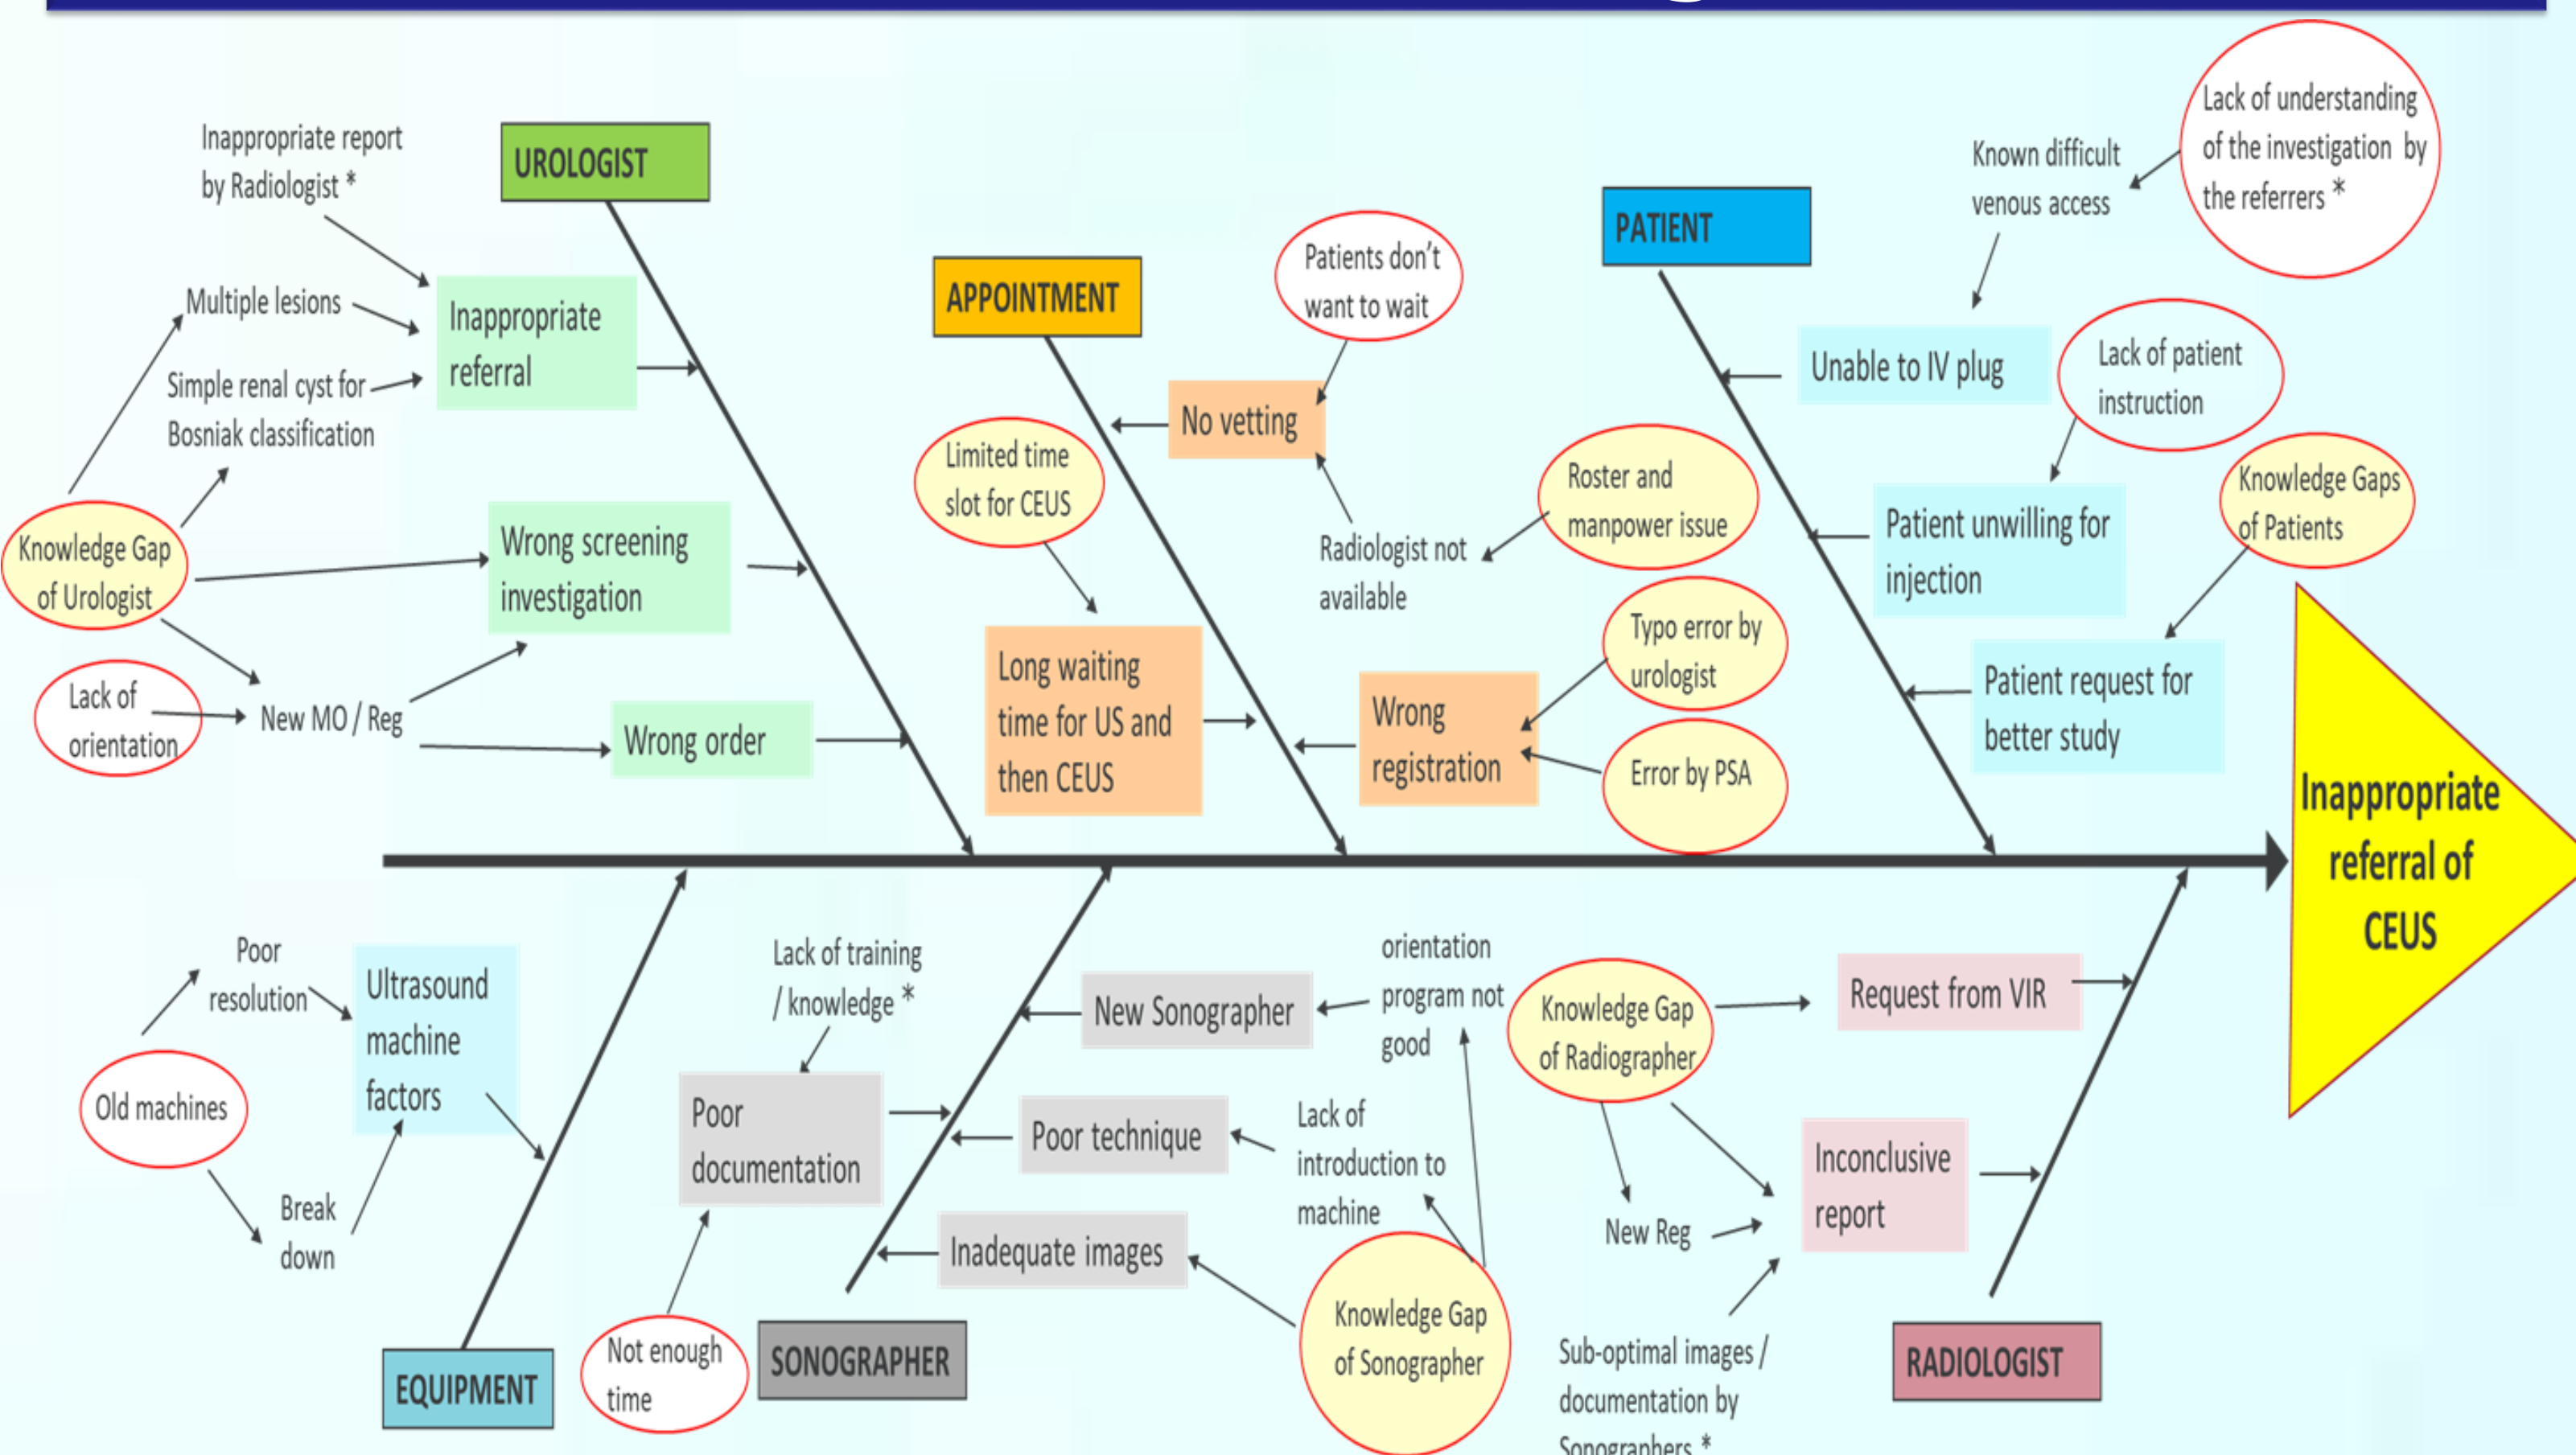 Inappropriate report
by Radiologist *
UROLOGIST
Multiple lesions
Simple renal cyst for
Bosniak classification
Inappropriate
referral
Knowledge Gap
of Urologist
Wrong screening
investigation
Lack of
orientation
New MO / Reg
Wrong order
APPOINTMENT
Patients don't
want to wait
No vetting
Limited time
slot for CEUS
Roster and
manpower issue
Radiologist not
available
Long waiting
time for US and
then CEUS
Typo error by
urologist
Wrong
registration
Error by PSA
PATIENT
Known difficult
venous access
Lack of understanding
of the investigation by
the referrers *
Unable to IV plug
Lack of patient
instruction
Patient unwilling for
injection
Knowledge Gaps
of Patients
Patient request for
better study
Inappropriate
referral of
CEUS
Poor
resolution
Ultrasound
machine
factors
Old machines
Break
down
EQUIPMENT
Lack of training
/ knowledge *
Poor
documentation
Not enough
time
SONOGRAPHER
New Sonographer
orientation
program not
good
Poor technique
Lack of
introduction to
machine
Inadequate images
Knowledge Gap
of Sonographer
Knowledge Gap
of Radiographer
Request from VIR
Inconclusive
report
New Reg
Sub-optimal images /
documentation by
Sonographers *
RADIOLOGIST